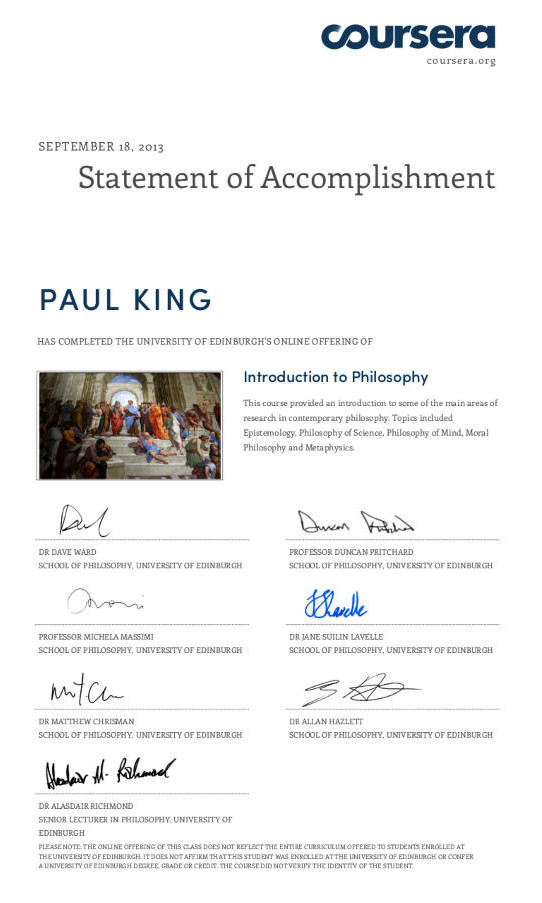 coursera
coursera.org
SEPTEMBER 18, 2013
Statement of Accomplishment
PAUL KING
HAS COMPLETED THE UNIVERSITY OF EDINBURGH'S ONLINE OFFERING OF
Introduction to Philosophy
This course provided an introduction to some of the main areas of
research in contemporary philosophy. Topics included
Epistemology, Philosophy of Science, Philosophy of Mind, Moral
Philosophy and Metaphysics.
DR DAVE WARD
SCHOOL OF PHILOSOPHY, UNIVERSITY OF EDINBURGH
Duncan Pritchard
PROFESSOR DUNCAN PRITCHARD
SCHOOL OF PHILOSOPHY, UNIVERSITY OF EDINBURGH
PROFESSOR MICHELA MASSIMI
SCHOOL OF PHILOSOPHY, UNIVERSITY OF EDINBURGH
JSLavelle
DR JANE SUILIN LAVELLE
SCHOOL OF PHILOSOPHY, UNIVERSITY OF EDINBURGH
DR MATTHEW CHRISMAN
SCHOOL OF PHILOSOPHY, UNIVERSITY OF EDINBURGH
DR ALLAN HAZLETT
SCHOOL OF PHILOSOPHY, UNIVERSITY OF EDINBURGH
Alasdair M. Richmond
DR ALASDAIR RICHMOND
SENIOR LECTURER IN PHILOSOPHY, UNIVERSITY OF
EDINBURGH
PLEASE NOTE: THE ONLINE OFFERING OF THIS CLASS DOES NOT REFLECT THE ENTIRE CURRICULUM OFFERED TO STUDENTS ENROLLED AT
THE UNIVERSITY OF EDINBURGH. IT DOES NOT AFFIRM THAT THIS STUDENT WAS ENROLLED AT THE UNIVERSITY OF EDINBURGH OR CONFER
A UNIVERSITY OF EDINBURGH DEGREE, GRADE OR CREDIT. THE COURSE DID NOT VERIFY THE IDENTITY OF THE STUDENT.